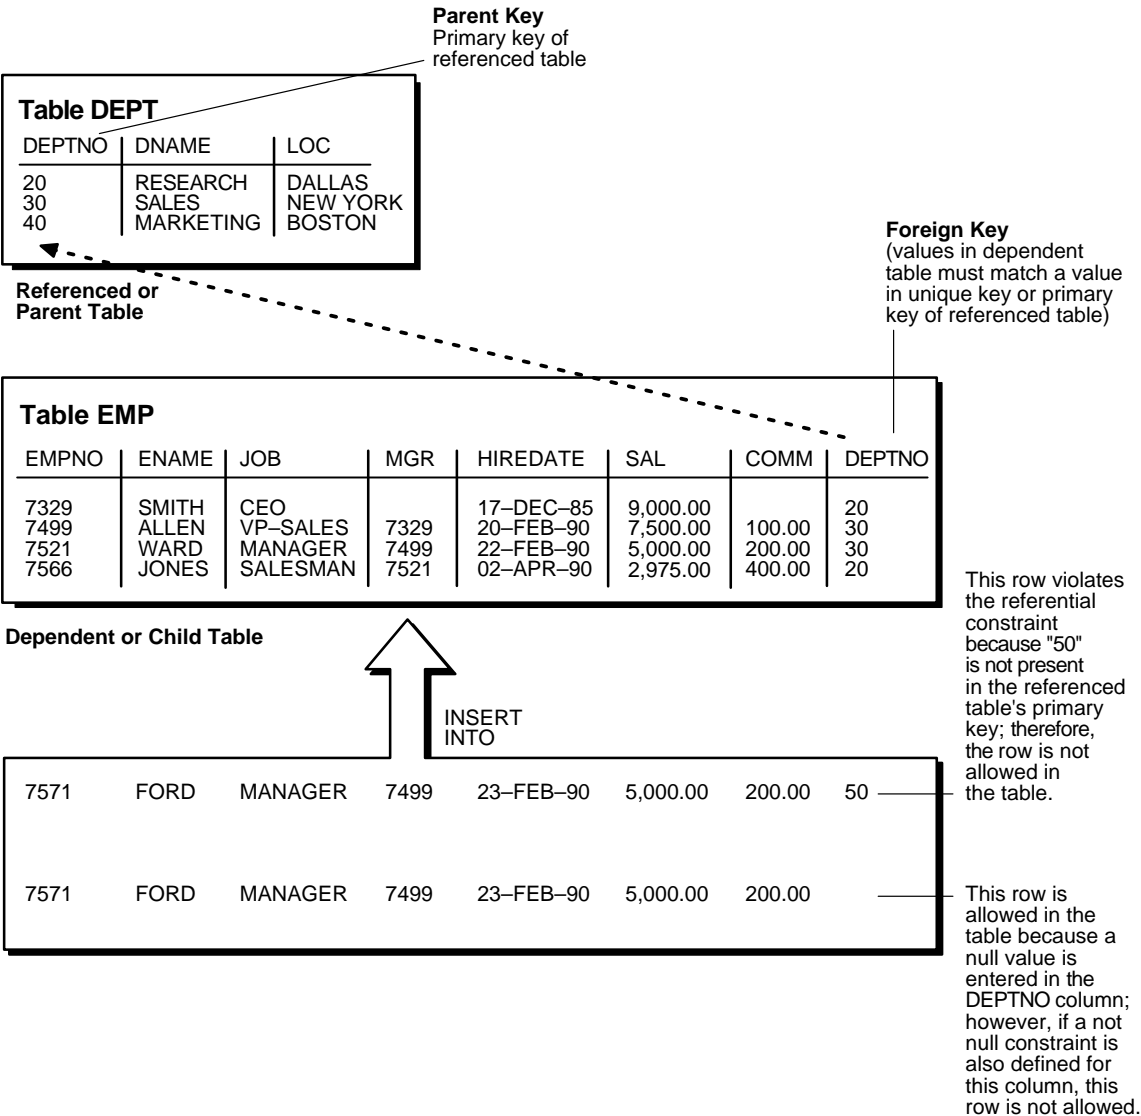 Parent Key
Primary key of
referenced table
Table DEPT
DEPTNO DNAME LOC
20 RESEARCH DALLAS
30 SALES NEW YORK
40 MARKETING BOSTON
Referenced or
Parent Table
Foreign Key
(values in dependent
table must match a value
in unique key or primary
key of referenced table)
Table EMP
EMPNO ENAME JOB MGR HIREDATE SAL COMM DEPTNO
7329 SMITH CEO 17–DEC–85 9,000.00 20
7499 ALLEN VP–SALES 7329 20–FEB–90 7,500.00 100.00 30
7521 WARD MANAGER 7499 22–FEB–90 5,000.00 200.00 30
7566 JONES SALESMAN 7521 02–APR–90 2,975.00 400.00 20
Dependent or Child Table
INSERT
INTO
7571 FORD MANAGER 7499 23–FEB–90 5,000.00 200.00 50
This row violates
the referential
constraint
because "50"
is not present
in the referenced
table's primary
key; therefore,
the row is not
allowed in
the table.
7571 FORD MANAGER 7499 23–FEB–90 5,000.00 200.00
This row is
allowed in the
table because a
null value is
entered in the
DEPTNO column;
however, if a not
null constraint is
also defined for
this column, this
row is not allowed.